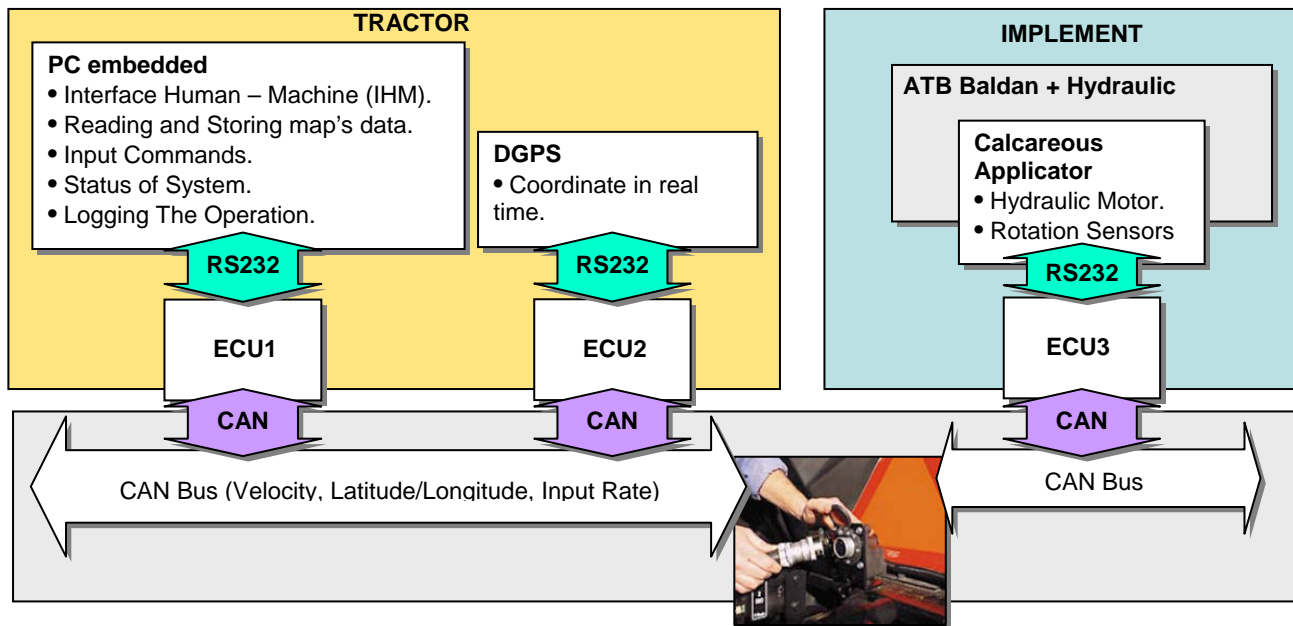 TRACTOR
PC embedded
• Interface Human – Machine (IHM).
• Reading and Storing map's data.
• Input Commands.
• Status of System.
• Logging The Operation.
RS232
ECU1
CAN
DGPS
• Coordinate in real
time.
RS232
ECU2
CAN
IMPLEMENT
ATB Baldan + Hydraulic
Calcareous
Applicator
• Hydraulic Motor.
• Rotation Sensors
RS232
ECU3
CAN
CAN Bus (Velocity, Latitude/Longitude, Input Rate)
CAN Bus